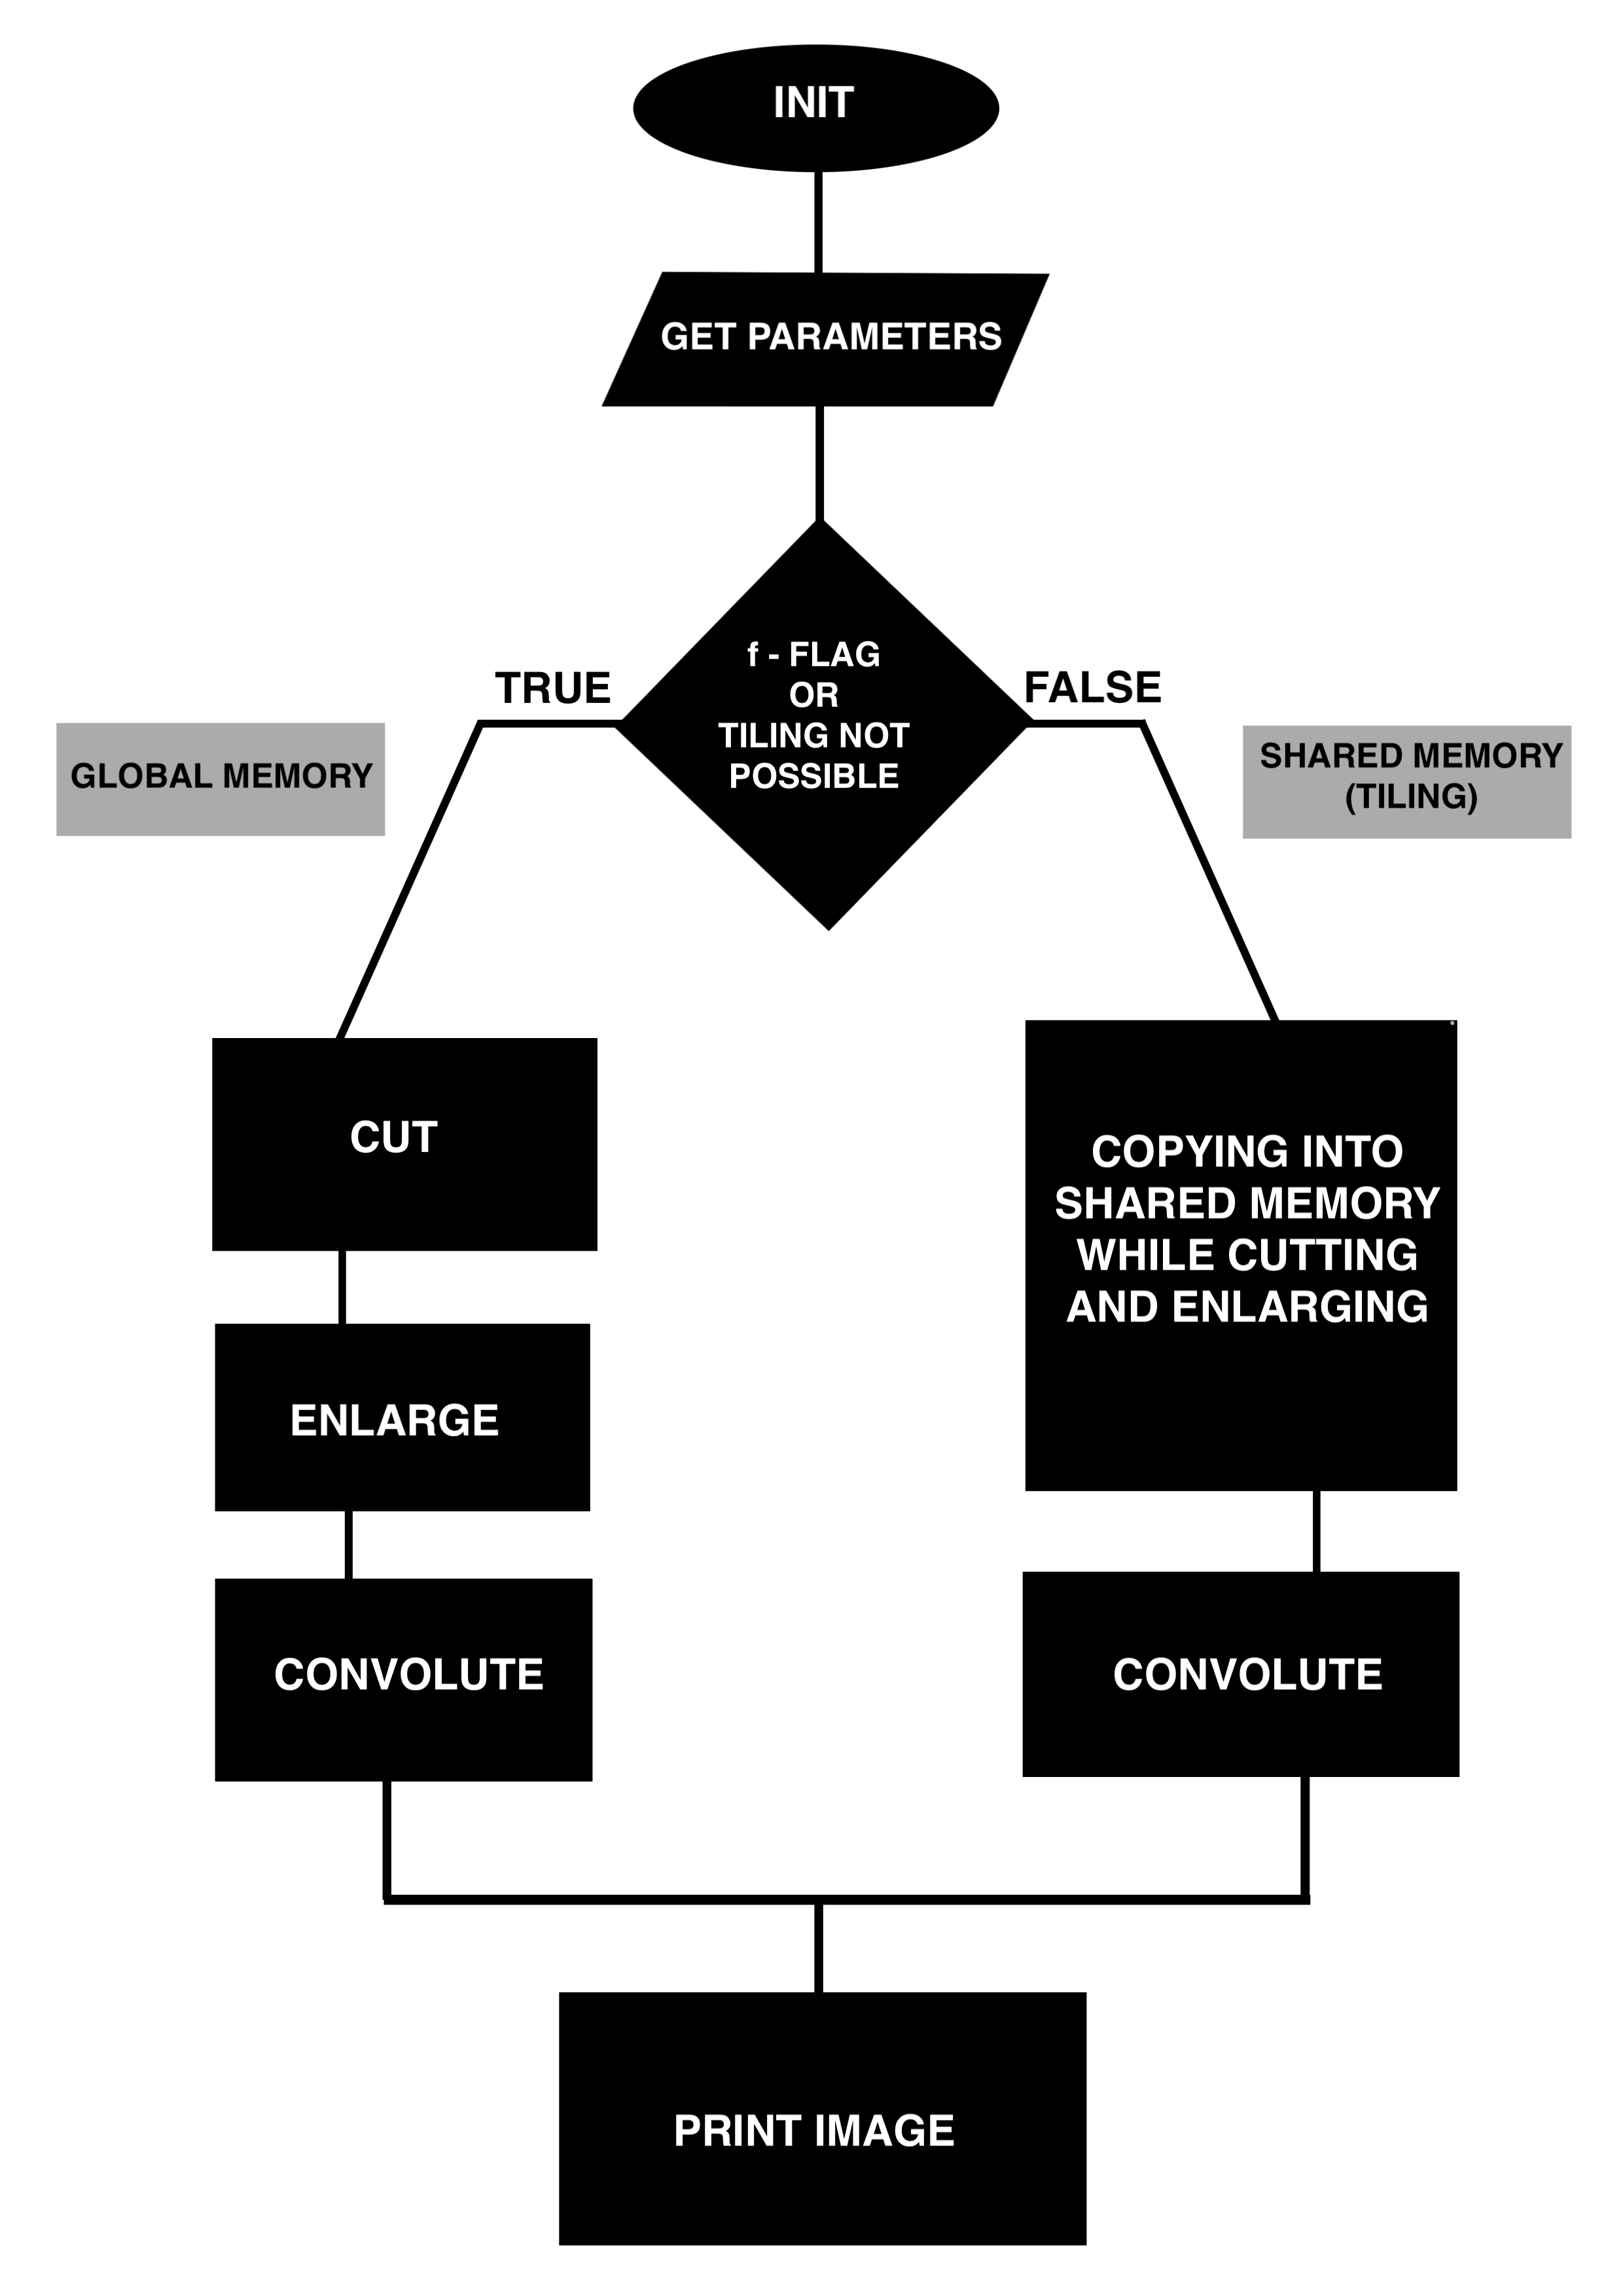 INIT
GET PARAMETERS
f - FLAG
OR
TILING NOT
POSSIBLE
TRUE
FALSE
GLOBAL MEMORY
SHARED MEMORY
(TILING)
CUT
ENLARGE
CONVOLUTE
COPYING INTO
SHARED MEMORY
WHILE CUTTING
AND ENLARGING
CONVOLUTE
PRINT IMAGE